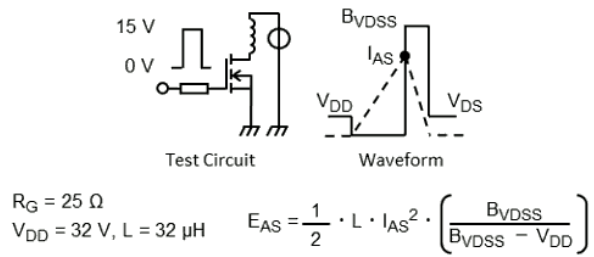 15 V
0 V
Test Circuit
BVDSS
IAS
VDD
VDS
Waveform
RG = 25 Ω
VDD = 32 V, L = 32 µH
EAS = 1/2 · L · IAS² · (BVDSS / (BVDSS − VDD))